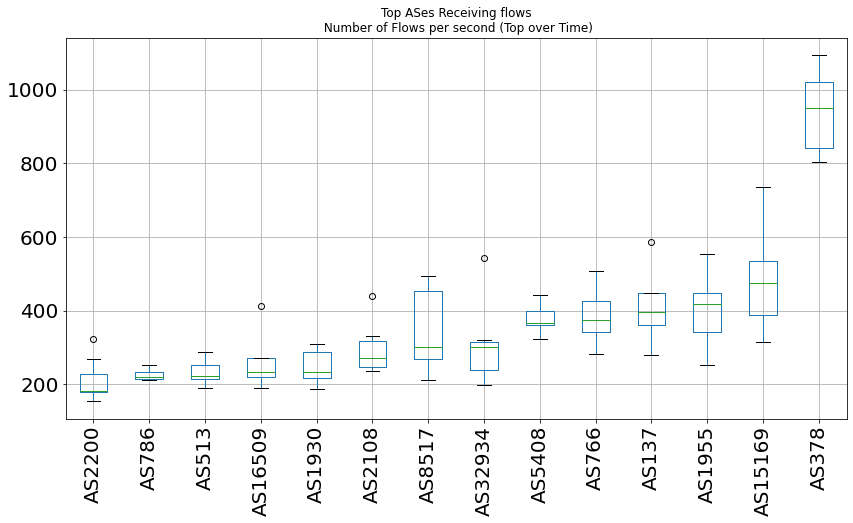 Top ASes Receiving flows
Number of Flows per second (Top over Time)
1000
800
600
400
200
AS2200
AS786
AS513
AS16509
AS1930
AS2108
AS8517
AS32934
AS5408
AS766
AS137
AS1955
AS15169
AS378